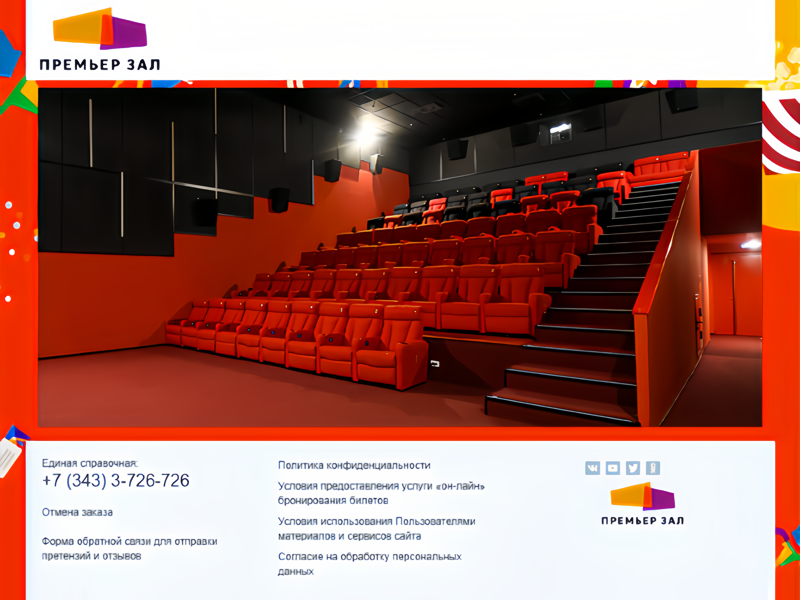 ПРЕМЬЕР ЗАЛ
Единая справочная:
+7 (343) 3-726-726
Отмена заказа
Форма обратной связи для отправки
претензий и отзывов
Политика конфиденциальности
Условия предоставления услуги «он-лайн»
бронирования билетов
Условия использования Пользователями
материалов и сервисов сайта
Согласие на обработку персональных
данных
ПРЕМЬЕР ЗАЛ